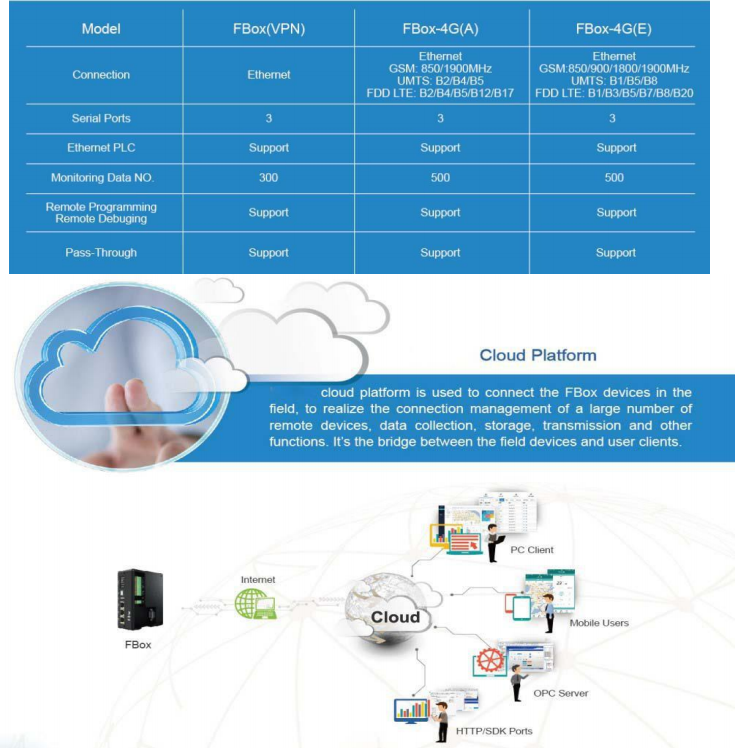 Model FBox(VPN) FBox-4G(A) FBox-4G(E)
Connection
Ethernet
Ethernet
GSM: 850/1900MHz
UMTS: B2/B4/B5
FDD LTE: B2/B4/B5/B12/B17
Ethernet
GSM:850/900/1800/1900MHz
UMTS: B1/B5/B8
FDD LTE: B1/B3/B5/B7/B8/B20
Serial Ports 3 3 3
Ethernet PLC Support Support Support
Monitoring Data NO. 300 500 500
Remote Programming
Remote Debuging
Support Support Support
Pass-Through Support Support Support
Cloud Platform
cloud platform is used to connect the FBox devices in the
field, to realize the connection management of a large number of
remote devices, data collection, storage, transmission and other
functions. It's the bridge between the field devices and user clients.
PC Client
Internet
Cloud
Mobile Users
FBox
OPC Server
HTTP/SDK Ports